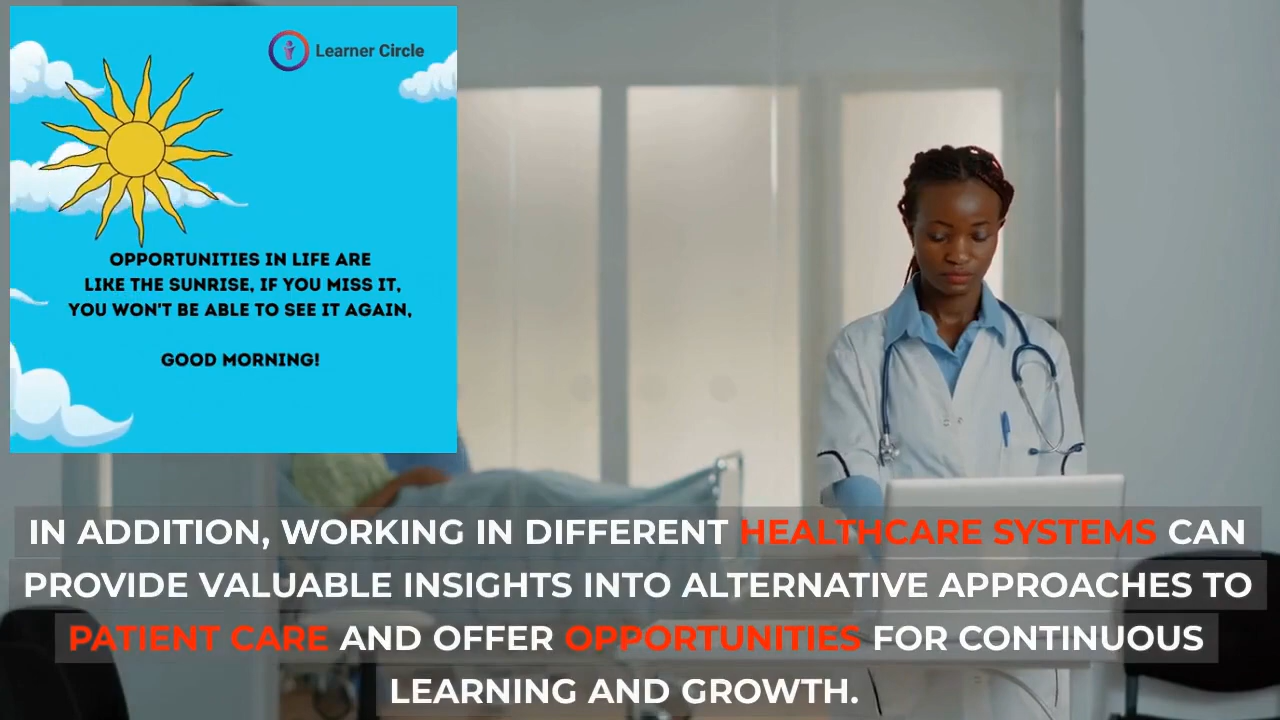 Learner Circle
OPPORTUNITIES IN LIFE ARE
LIKE THE SUNRISE, IF YOU MISS IT,
YOU WON'T BE ABLE TO SEE IT AGAIN,
GOOD MORNING!
IN ADDITION, WORKING IN DIFFERENT HEALTHCARE SYSTEMS CAN
PROVIDE VALUABLE INSIGHTS INTO ALTERNATIVE APPROACHES TO
PATIENT CARE AND OFFER OPPORTUNITIES FOR CONTINUOUS
LEARNING AND GROWTH.